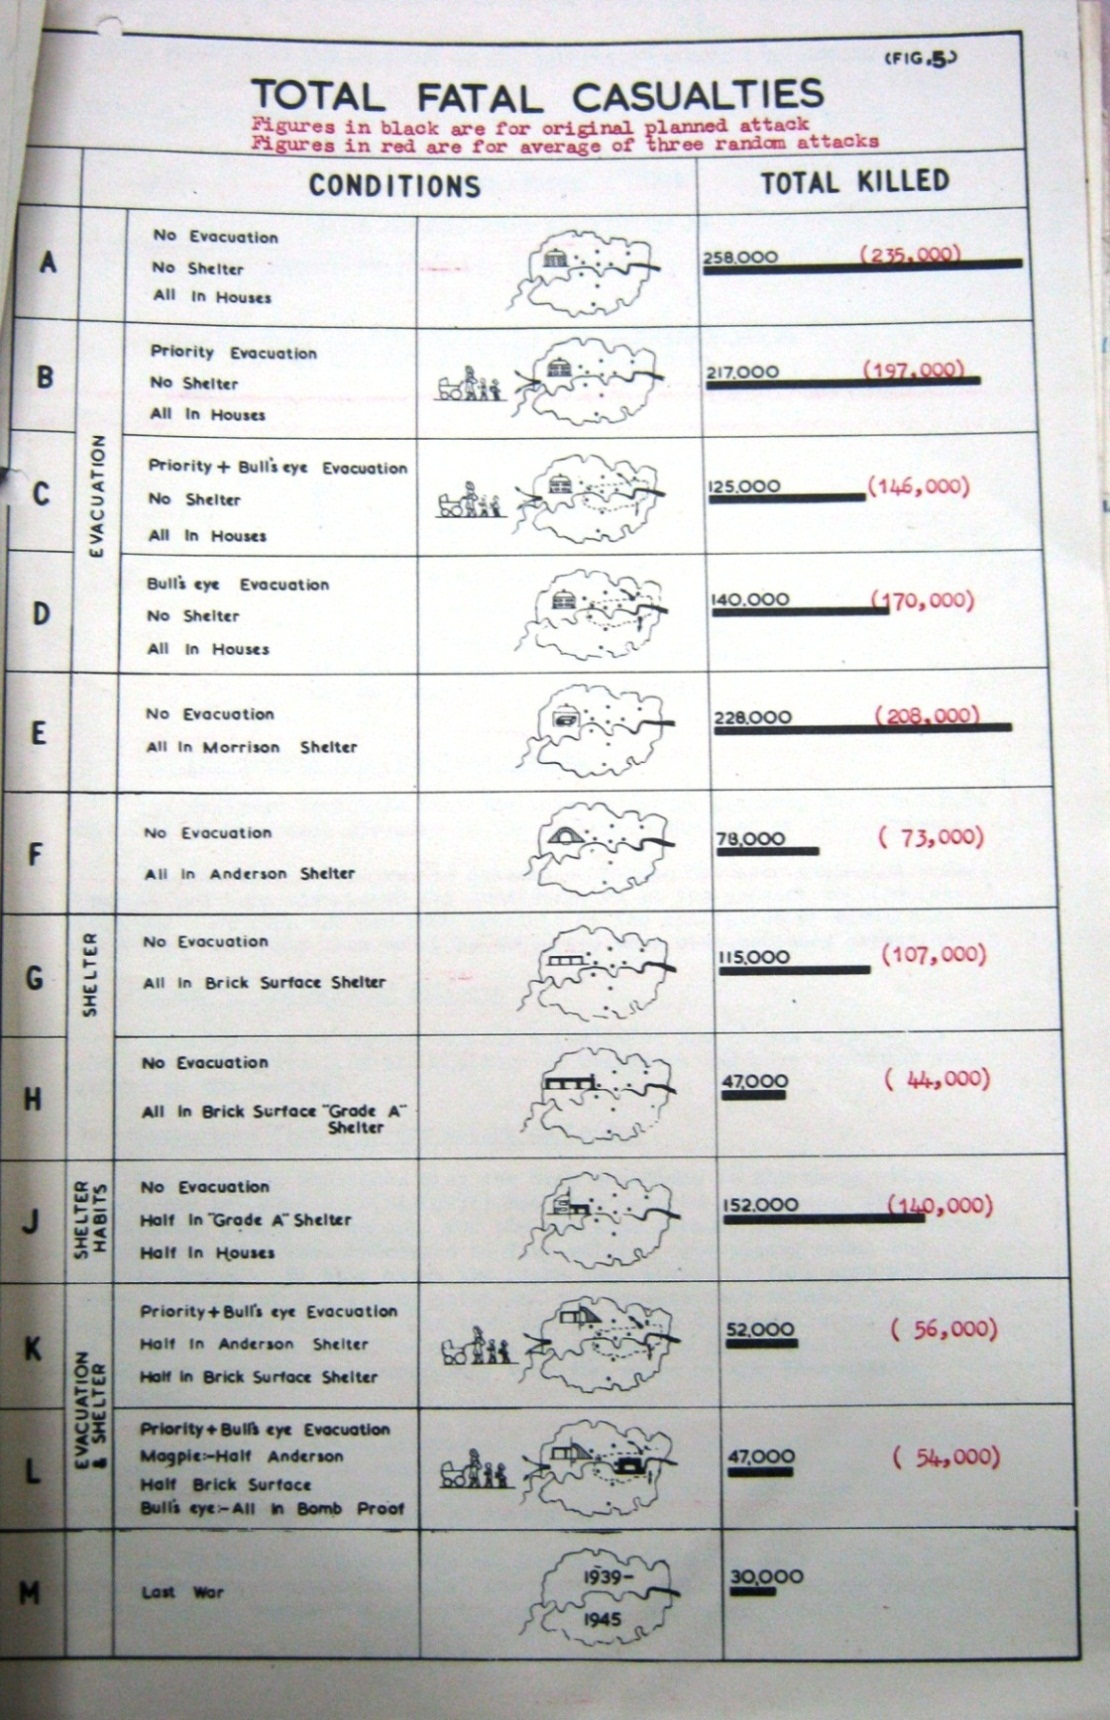 (FIG.5.)
TOTAL FATAL CASUALTIES
Figures in black are for original planned attack
Figures in red are for average of three random attacks
CONDITIONS TOTAL KILLED
EVACUATION
A
No Evacuation
No Shelter
All In Houses
258.000 (235,000)
B
Priority Evacuation
No Shelter
All In Houses
217.000 (197,000)
C
Priority + Bull's eye Evacuation
No Shelter
All In Houses
125.000 (146,000)
D
Bull's eye Evacuation
No Shelter
All In Houses
140.000 (170,000)
SHELTER
E
No Evacuation
All In Morrison Shelter
228,000 (208,000)
F
No Evacuation
All In Anderson Shelter
78,000 ( 73,000)
G
No Evacuation
All In Brick Surface Shelter
115,000 (107,000)
H
No Evacuation
All In Brick Surface "Grade A"
Shelter
47,000 ( 44,000)
SHELTER
HABITS
J
No Evacuation
Half In "Grade A" Shelter
Half In Houses
152.000 (140,000)
EVACUATION
& SHELTER
K
Priority + Bull's eye Evacuation
Half In Anderson Shelter
Half In Brick Surface Shelter
52,000 ( 56,000)
L
Priority + Bull's eye Evacuation
Magpie:-Half Anderson
Half Brick Surface
Bull's eye:-All In Bomb Proof
47,000 ( 54,000)
M
Last War
1939-
1945
30,000